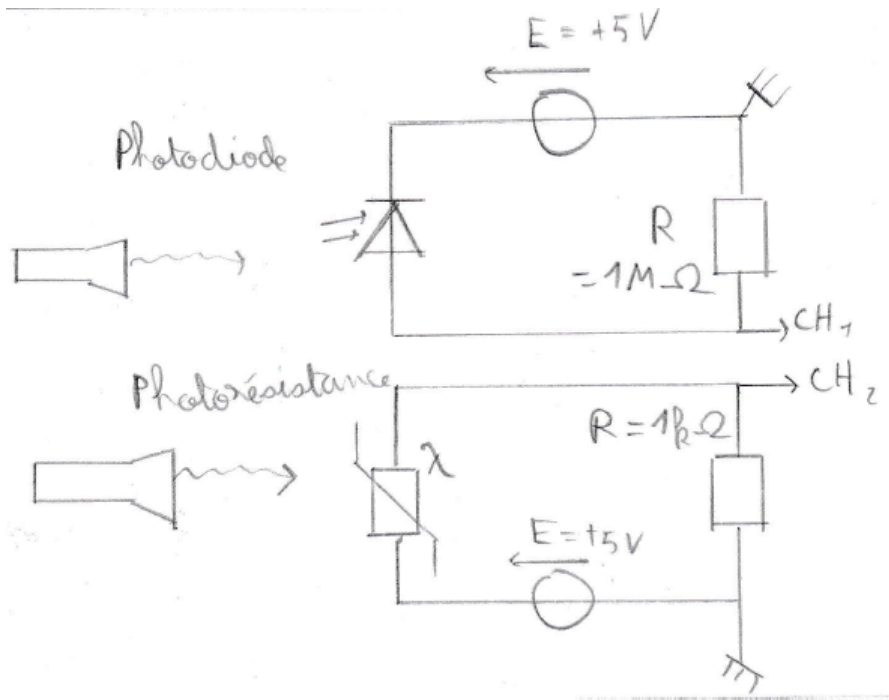 E = +5V
Photodiode
R
= 1MΩ
CH1
Photorésistance
CH2
R = 1kΩ
λ
E = +5V